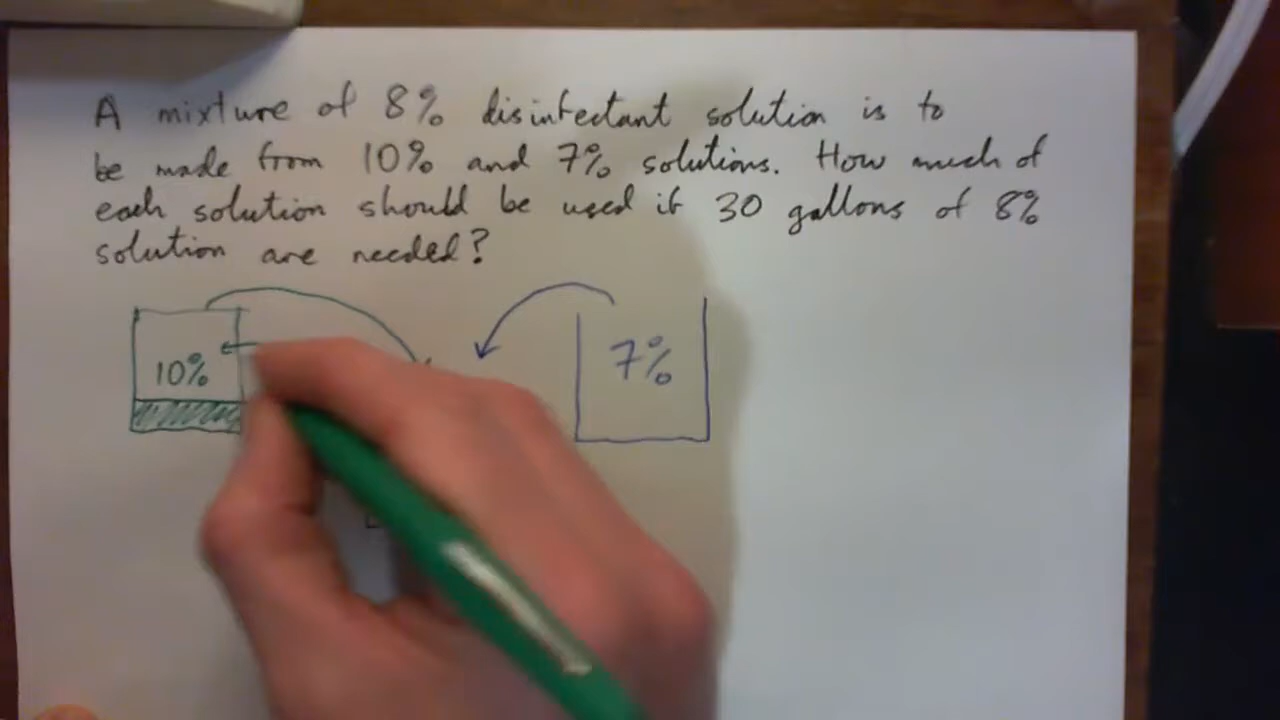 A mixture of 8% disinfectant solution is to
be made from 10% and 7% solutions. How much of
each solution should be used if 30 gallons of 8%
solution are needed?
10%
7%